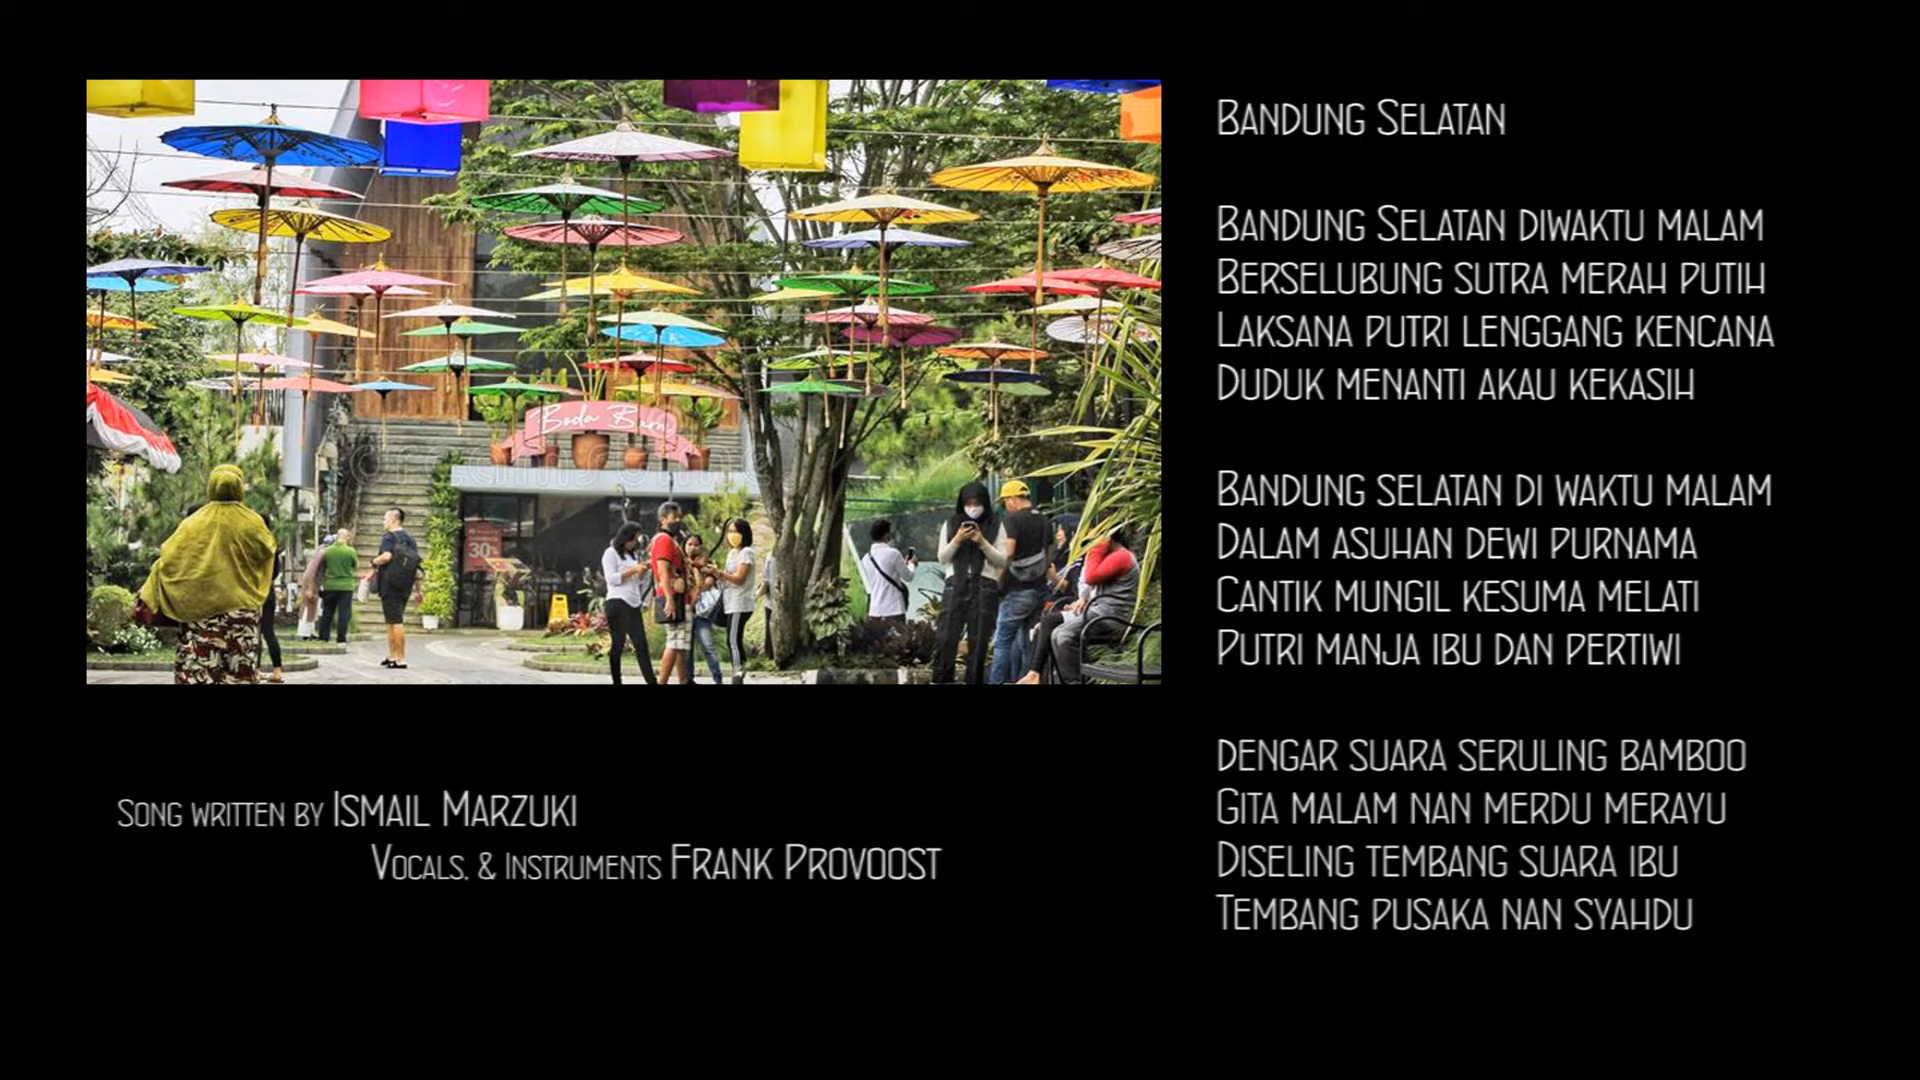 Bandung Selatan
Bandung Selatan diwaktu malam
Berselubung sutra merah putih
Laksana putri lenggang kencana
Duduk menanti akau kekasih
Bandung selatan di waktu malam
Dalam asuhan dewi purnama
Cantik mungil kesuma melati
Putri manja ibu dan pertiwi
dengar suara seruling bamboo
Gita malam nan merdu merayu
Diseling tembang suara ibu
Tembang pusaka nan syahdu
Boda Barn
30%
Song written by Ismail Marzuki
Vocals. & Instruments Frank Provoost